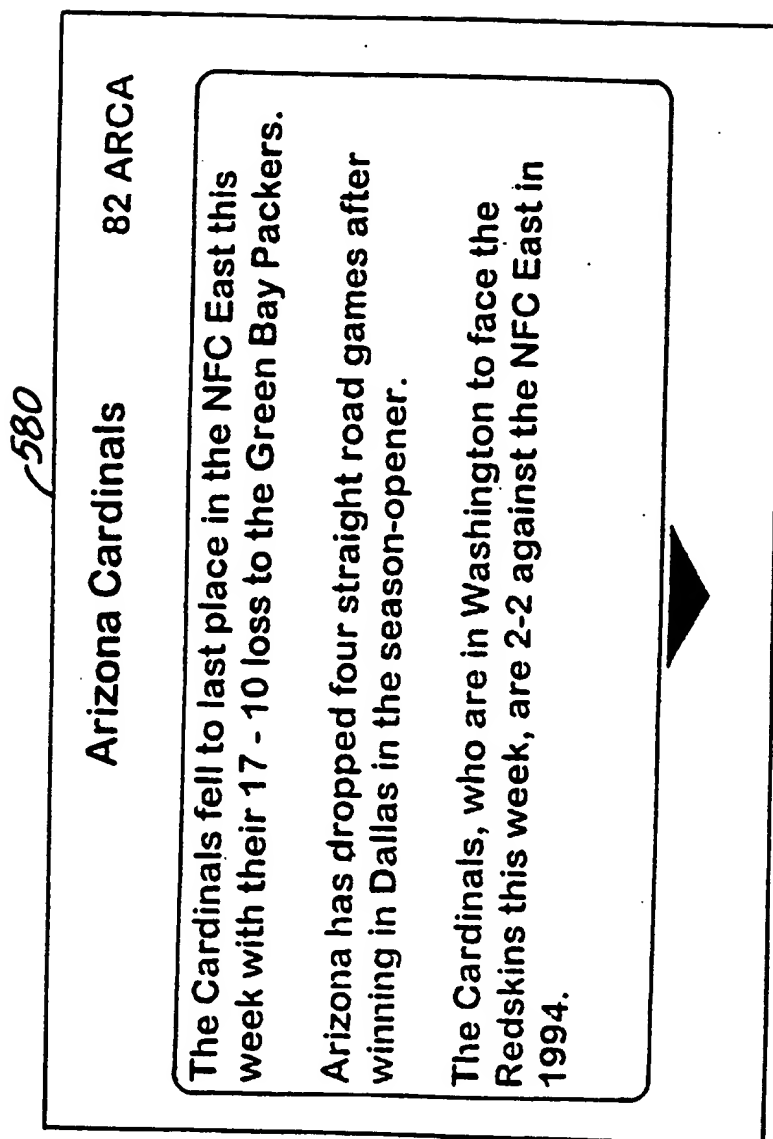 580
Arizona Cardinals 82 ARCA
The Cardinals fell to last place in the NFC East this
week with their 17 - 10 loss to the Green Bay Packers.
Arizona has dropped four straight road games after
winning in Dallas in the season-opener.
The Cardinals, who are in Washington to face the
Redskins this week, are 2-2 against the NFC East in
1994.